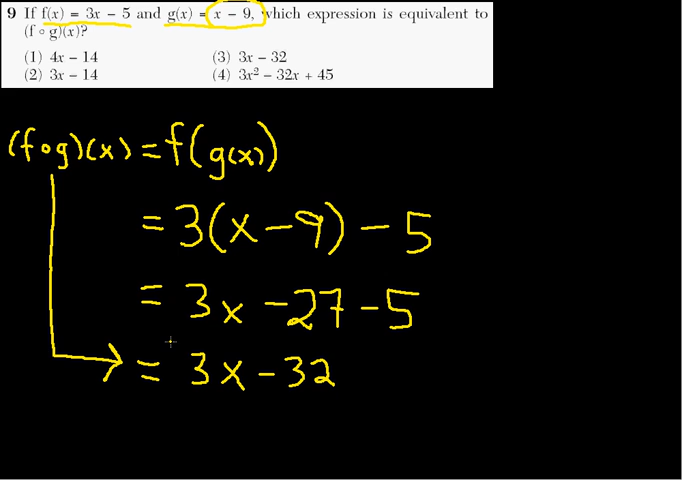 9 If f(x) = 3x − 5 and g(x) = x − 9, which expression is equivalent to
(f ∘ g)(x)?
(1) 4x − 14
(3) 3x − 32
(2) 3x − 14
(4) 3x² − 32x + 45
(f∘g)(x) = f(g(x))
= 3(x − 9) − 5
= 3x − 27 − 5
= 3x − 32